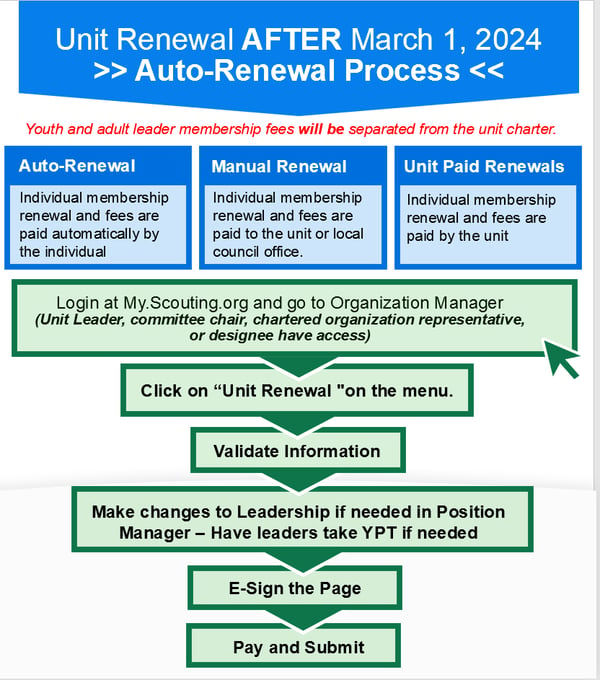 Unit Renewal AFTER March 1, 2024
>> Auto-Renewal Process <<
Youth and adult leader membership fees will be separated from the unit charter.
Auto-Renewal
Individual membership
renewal and fees are
paid automatically by
the individual
Manual Renewal
Individual membership
renewal and fees are
paid to the unit or local
council office.
Unit Paid Renewals
Individual membership
renewal and fees are
paid by the unit
Login at My.Scouting.org and go to Organization Manager
(Unit Leader, committee chair, chartered organization representative,
or designee have access)
Click on “Unit Renewal "on the menu.
Validate Information
Make changes to Leadership if needed in Position
Manager – Have leaders take YPT if needed
E-Sign the Page
Pay and Submit